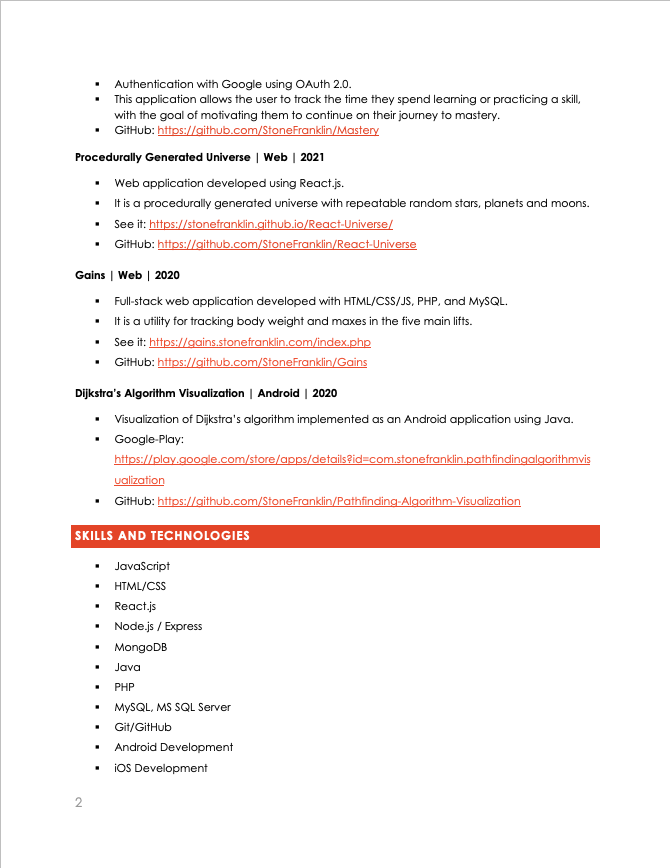 ▪ Authentication with Google using OAuth 2.0.
▪ This application allows the user to track the time they spend learning or practicing a skill,
with the goal of motivating them to continue on their journey to mastery.
▪ GitHub: https://github.com/StoneFranklin/Mastery
Procedurally Generated Universe | Web | 2021
▪ Web application developed using React.js.
▪ It is a procedurally generated universe with repeatable random stars, planets and moons.
▪ See it: https://stonefranklin.github.io/React-Universe/
▪ GitHub: https://github.com/StoneFranklin/React-Universe
Gains | Web | 2020
▪ Full-stack web application developed with HTML/CSS/JS, PHP, and MySQL.
▪ It is a utility for tracking body weight and maxes in the five main lifts.
▪ See it: https://gains.stonefranklin.com/index.php
▪ GitHub: https://github.com/StoneFranklin/Gains
Dijkstra’s Algorithm Visualization | Android | 2020
▪ Visualization of Dijkstra’s algorithm implemented as an Android application using Java.
▪ Google-Play:
https://play.google.com/store/apps/details?id=com.stonefranklin.pathfindingalgorithmvis
ualization
▪ GitHub: https://github.com/StoneFranklin/Pathfinding-Algorithm-Visualization
SKILLS AND TECHNOLOGIES
▪ JavaScript
▪ HTML/CSS
▪ React.js
▪ Node.js / Express
▪ MongoDB
▪ Java
▪ PHP
▪ MySQL, MS SQL Server
▪ Git/GitHub
▪ Android Development
▪ iOS Development
2